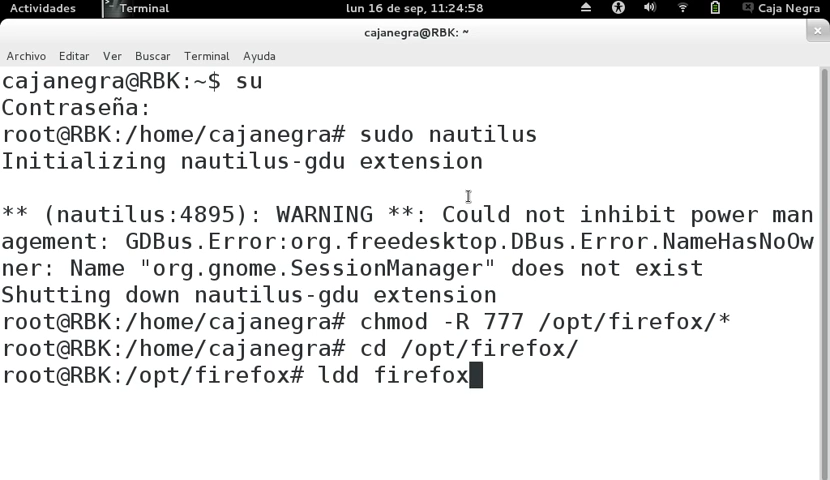 Actividades Terminal lun 16 de sep, 11:24:58 Caja Negra
cajanegra@RBK: ~
Archivo Editar Ver Buscar Terminal Ayuda
cajanegra@RBK:~$ su
Contraseña:
root@RBK:/home/cajanegra# sudo nautilus
Initializing nautilus-gdu extension
** (nautilus:4895): WARNING **: Could not inhibit power man
agement: GDBus.Error:org.freedesktop.DBus.Error.NameHasNoOw
ner: Name "org.gnome.SessionManager" does not exist
Shutting down nautilus-gdu extension
root@RBK:/home/cajanegra# chmod -R 777 /opt/firefox/*
root@RBK:/home/cajanegra# cd /opt/firefox/
root@RBK:/opt/firefox# ldd firefox